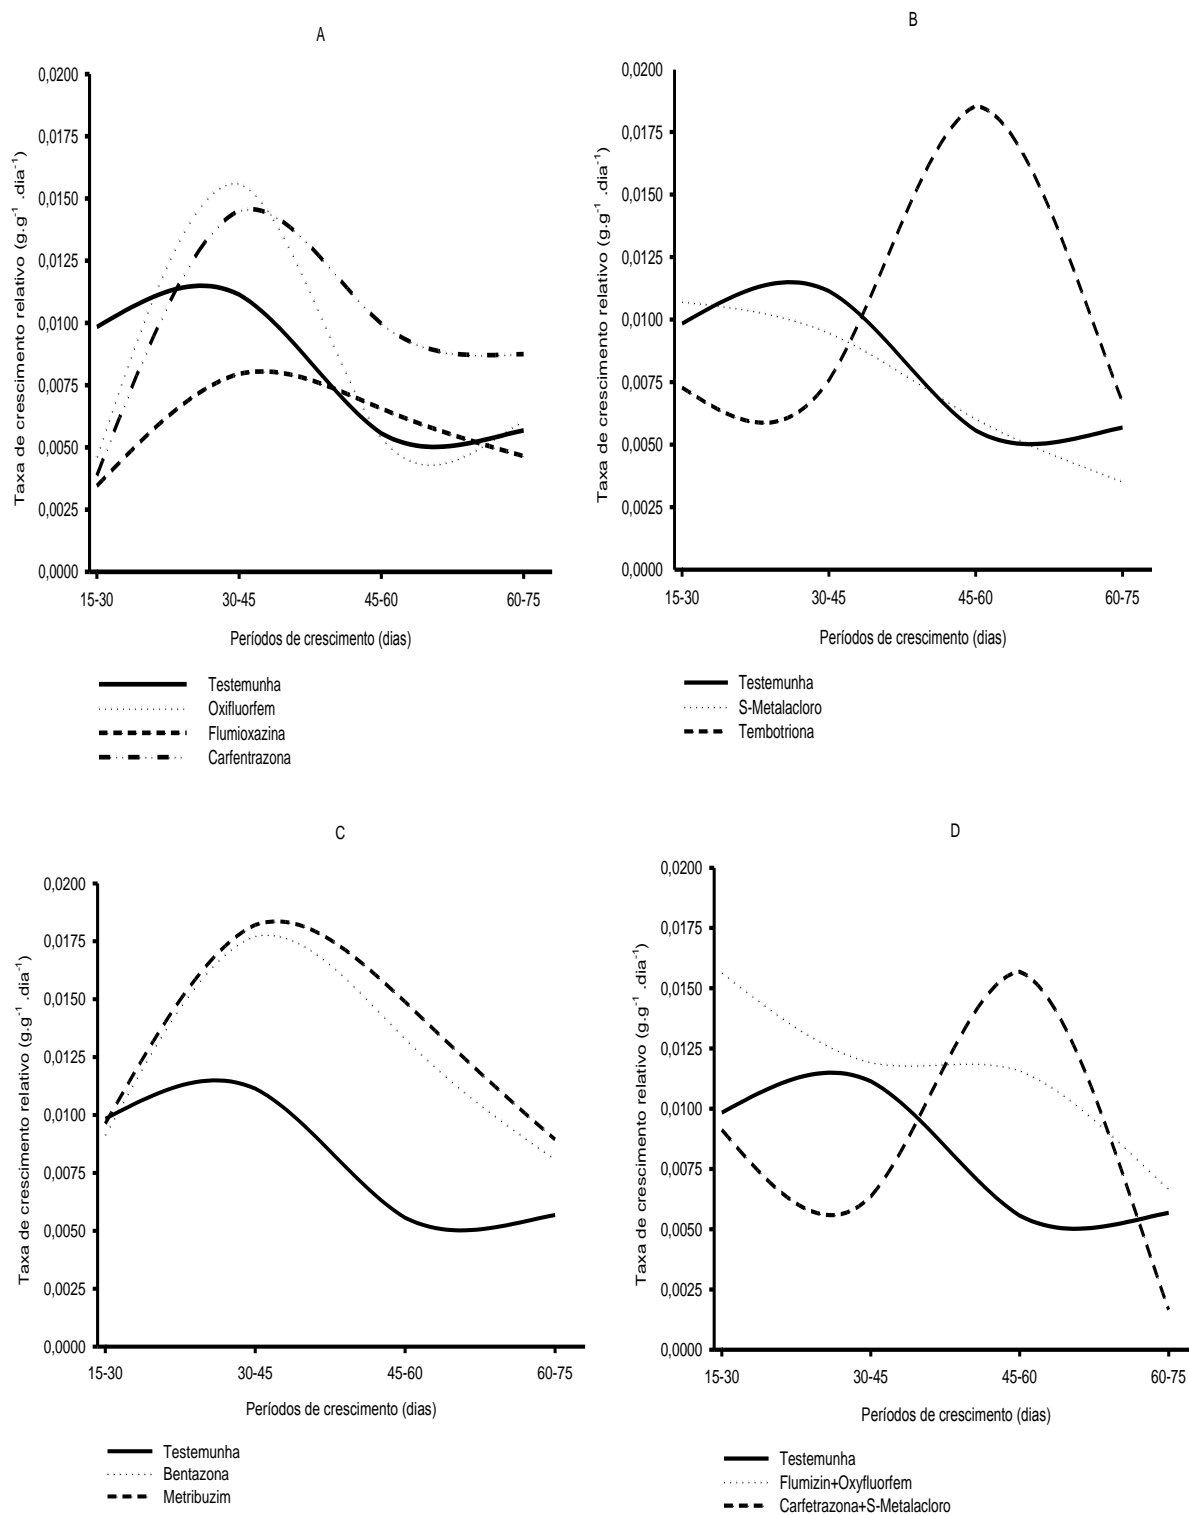 A
Taxa de crescimento relativo (g.g⁻¹ .dia⁻¹)
0,0200
0,0175
0,0150
0,0125
0,0100
0,0075
0,0050
0,0025
0,0000
15-30 30-45 45-60 60-75
Períodos de crescimento (dias)
Testemunha
Oxifluorfem
Flumioxazina
Carfentrazona
B
Taxa de crescimento relativo (g.g⁻¹ .dia⁻¹)
0,0200
0,0175
0,0150
0,0125
0,0100
0,0075
0,0050
0,0025
0,0000
15-30 30-45 45-60 60-75
Períodos de crescimento (dias)
Testemunha
S-Metalacloro
Tembotriona
C
Taxa de crescimento relativo (g.g⁻¹ .dia⁻¹)
0,0200
0,0175
0,0150
0,0125
0,0100
0,0075
0,0050
0,0025
0,0000
15-30 30-45 45-60 60-75
Períodos de crescimento (dias)
Testemunha
Bentazona
Metribuzim
D
Taxa de crescimento relativo (g.g⁻¹ .dia⁻¹)
0,0200
0,0175
0,0150
0,0125
0,0100
0,0075
0,0050
0,0025
0,0000
15-30 30-45 45-60 60-75
Períodos de crescimento (dias)
Testemunha
Flumizin+Oxyfluorfem
Carfetrazona+S-Metalacloro